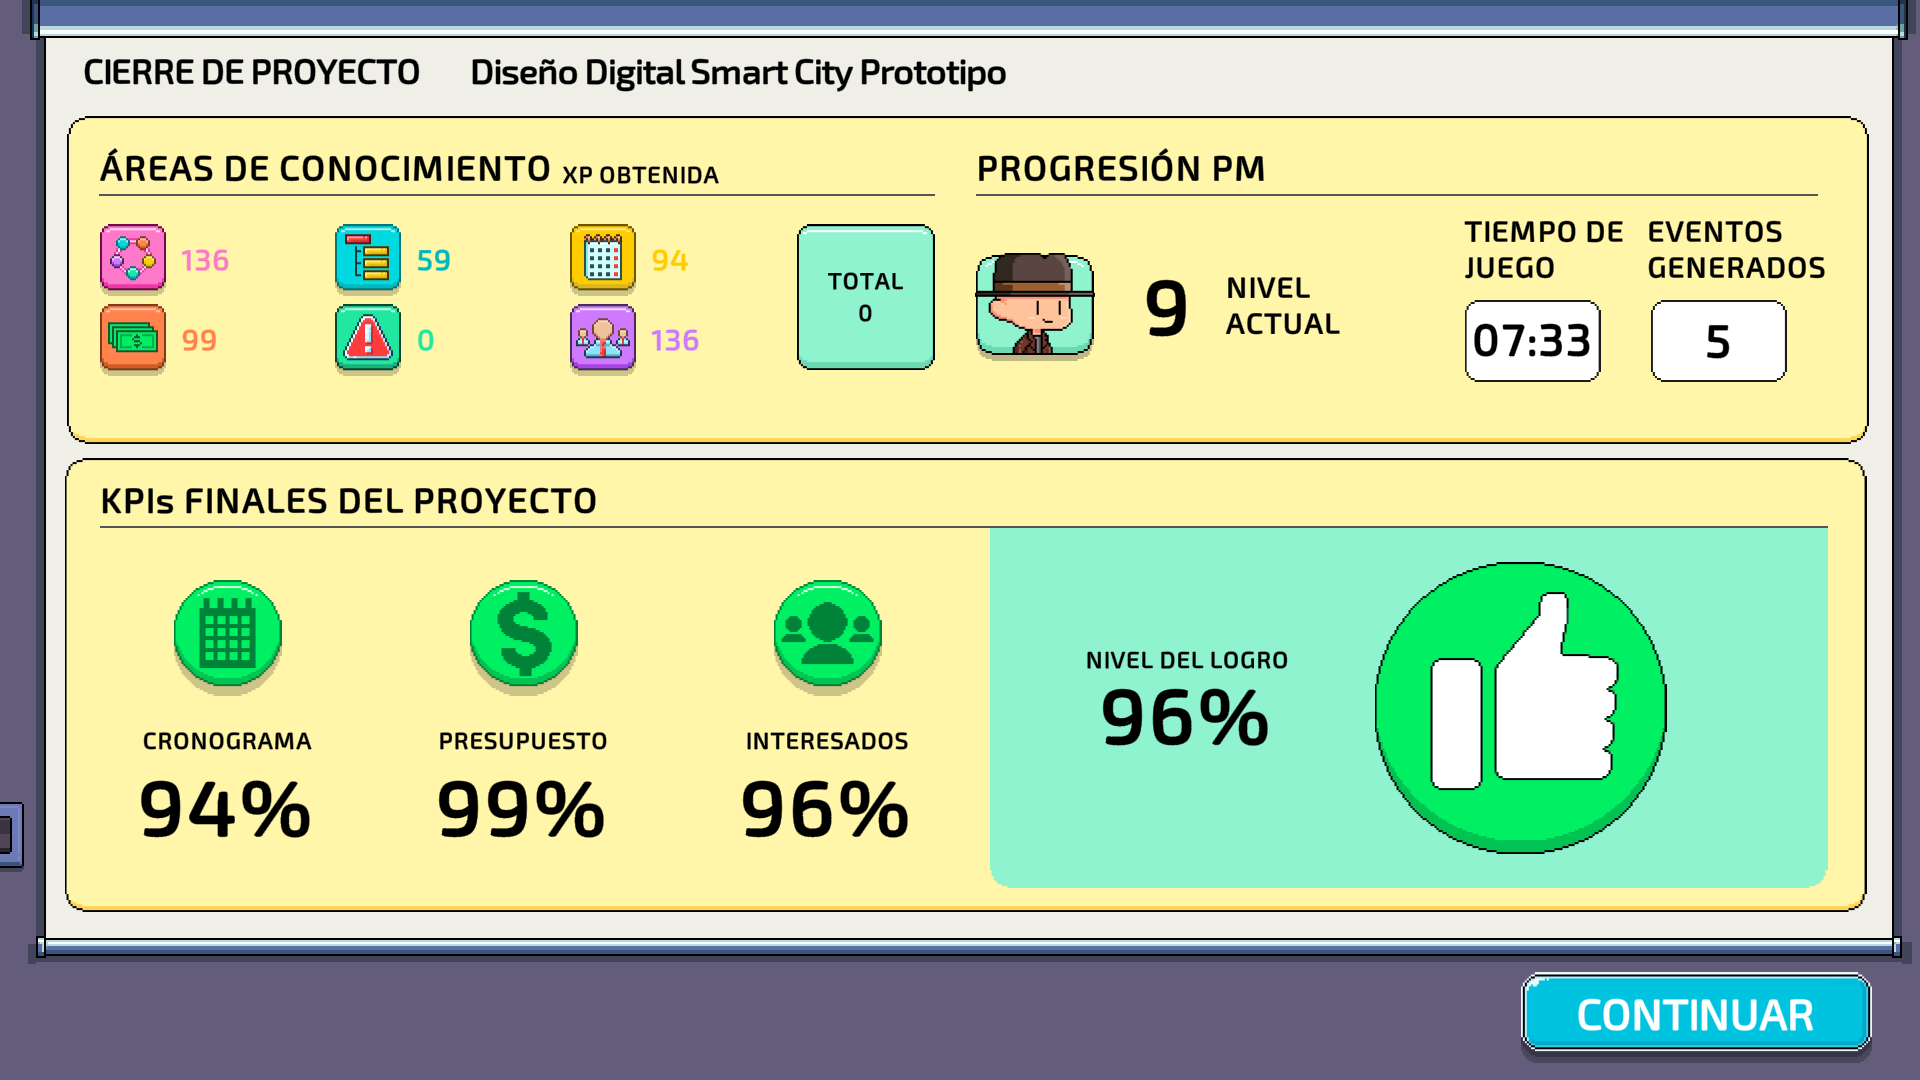 CIERRE DE PROYECTO Diseño Digital Smart City Prototipo
ÁREAS DE CONOCIMIENTO XP OBTENIDA
136 59 94
99 0 136
TOTAL
0
PROGRESIÓN PM
9
NIVEL
ACTUAL
TIEMPO DE
JUEGO
07:33
EVENTOS
GENERADOS
5
KPIs FINALES DEL PROYECTO
CRONOGRAMA
94%
PRESUPUESTO
99%
INTERESADOS
96%
NIVEL DEL LOGRO
96%
CONTINUAR